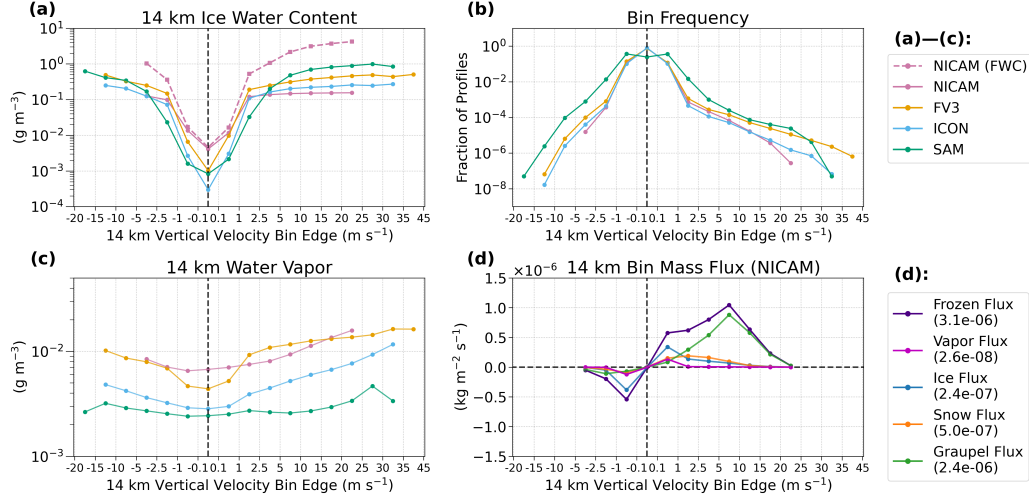 (a)
14 km Ice Water Content
10¹
10⁰
10⁻¹
10⁻²
10⁻³
10⁻⁴
(g m⁻³)
-20 -15 -10 -5 -2.5 -1 -0.1 0.1 1 2.5 5 10 15 20 25 30 35 45
14 km Vertical Velocity Bin Edge (m s⁻¹)
(b)
Bin Frequency
10⁰
10⁻²
10⁻⁴
10⁻⁶
10⁻⁸
Fraction of Profiles
-20 -15 -10 -5 -2.5 -1 -0.1 0.1 1 2.5 5 10 15 20 25 30 35 45
14 km Vertical Velocity Bin Edge (m s⁻¹)
(a)—(c):
NICAM (FWC)
NICAM
FV3
ICON
SAM
(c)
14 km Water Vapor
10⁻²
10⁻³
(g m⁻³)
-20 -15 -10 -5 -2.5 -1 -0.1 0.1 1 2.5 5 10 15 20 25 30 35 45
14 km Vertical Velocity Bin Edge (m s⁻¹)
(d)
×10⁻⁶ 14 km Bin Mass Flux (NICAM)
1.5
1.0
0.5
0.0
−0.5
−1.0
−1.5
(kg m⁻² s⁻¹)
-20 -15 -10 -5 -2.5 -1 -0.1 0.1 1 2.5 5 10 15 20 25 30 35 45
14 km Vertical Velocity Bin Edge (m s⁻¹)
(d):
Frozen Flux
(3.1e-06)
Vapor Flux
(2.6e-08)
Ice Flux
(2.4e-07)
Snow Flux
(5.0e-07)
Graupel Flux
(2.4e-06)